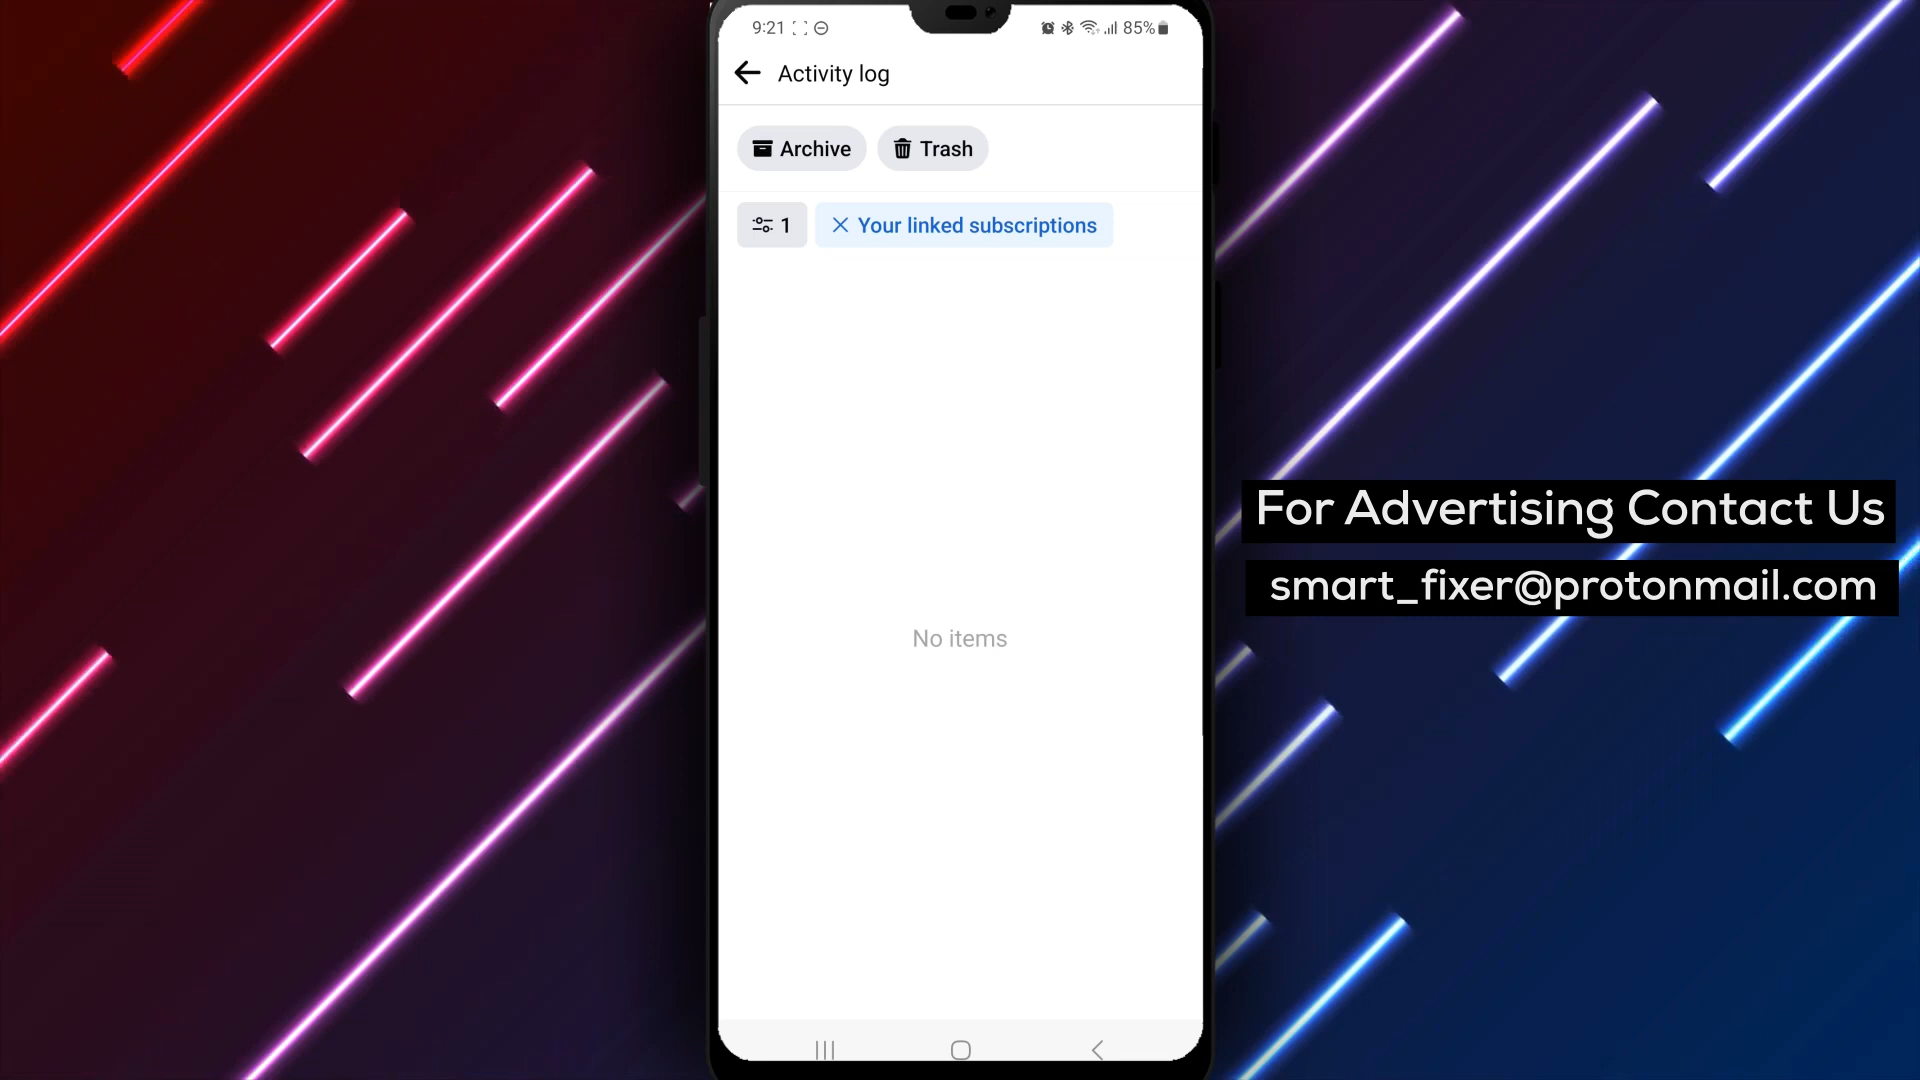 9:21
85%
Activity log
Archive
Trash
1
Your linked subscriptions
No items
For Advertising Contact Us
smart_fixer@protonmail.com